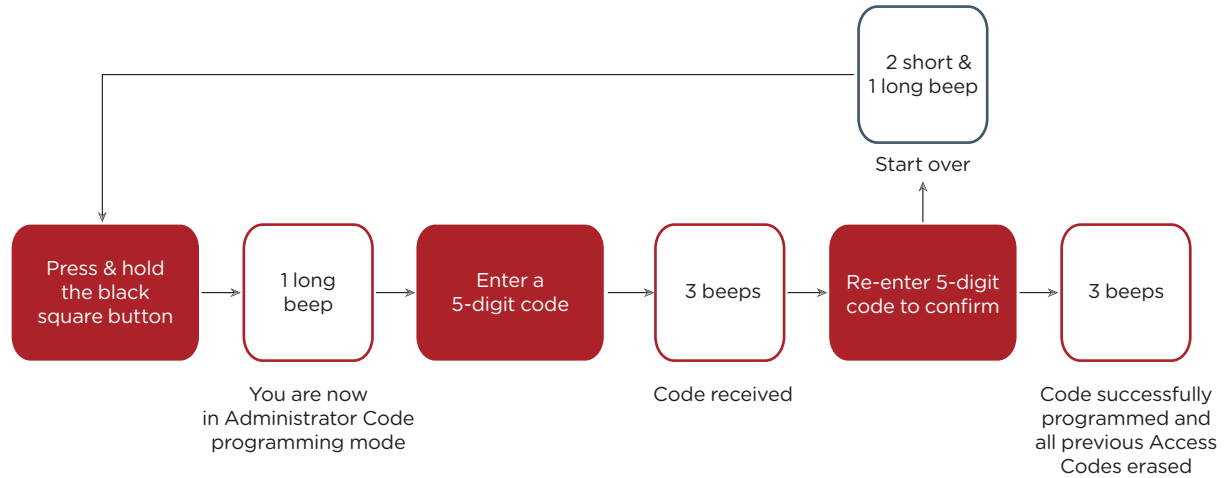 2 short &
1 long beep
Start over
Press & hold
the black
square button
1 long
beep
Enter a
5-digit code
3 beeps
Re-enter 5-digit
code to confirm
3 beeps
You are now
in Administrator Code
programming mode
Code received
Code successfully
programmed and
all previous Access
Codes erased